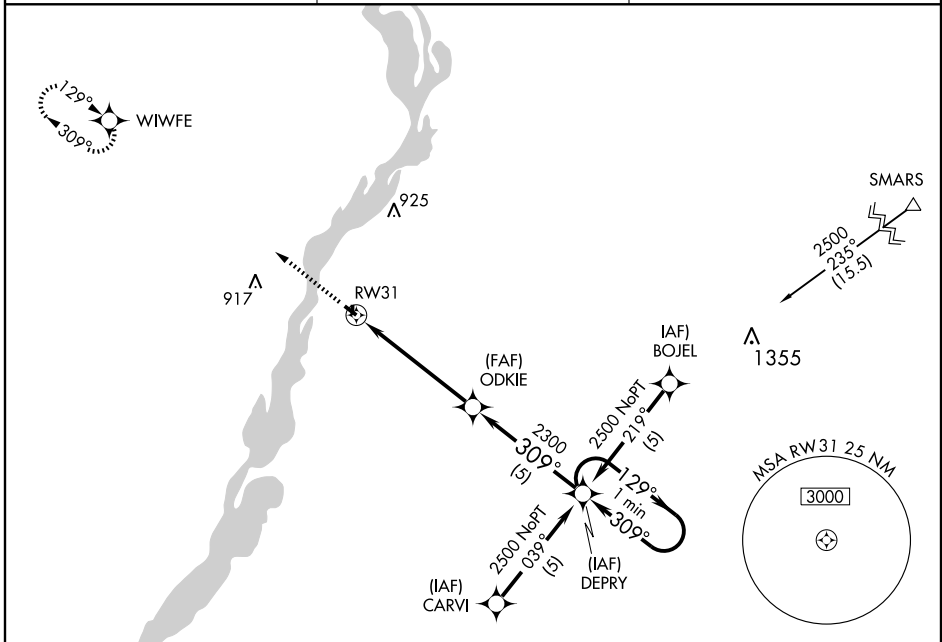 129°
309°
WIWFE
925
SMARS
2500
235°
(15.5)
917
RW31
IAF)
BOJEL
1355
(FAF)
ODKIE
2500 NoPT
219°
(5)
2300
309°
(5)
129°
1 min
309°
2500 NoPT
039°
(5)
(IAF)
DEPRY
(IAF)
CARVI
MSA RW31 25 NM
3000